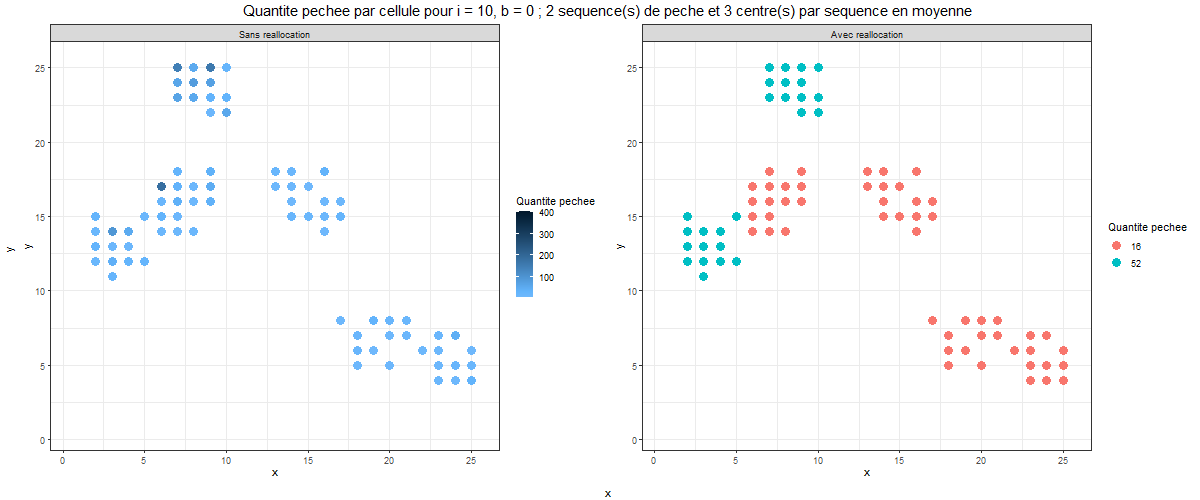 Quantite pechee par cellule pour i = 10, b = 0 ; 2 sequence(s) de peche et 3 centre(s) par sequence en moyenne
Sans reallocation
25
20
15
10
5
0
y
y
0 5 10 15 20 25
x
Quantite pechee
400
300
200
100
Avec reallocation
25
20
15
10
5
0
y
0 5 10 15 20 25
x
Quantite pechee
16
52
x